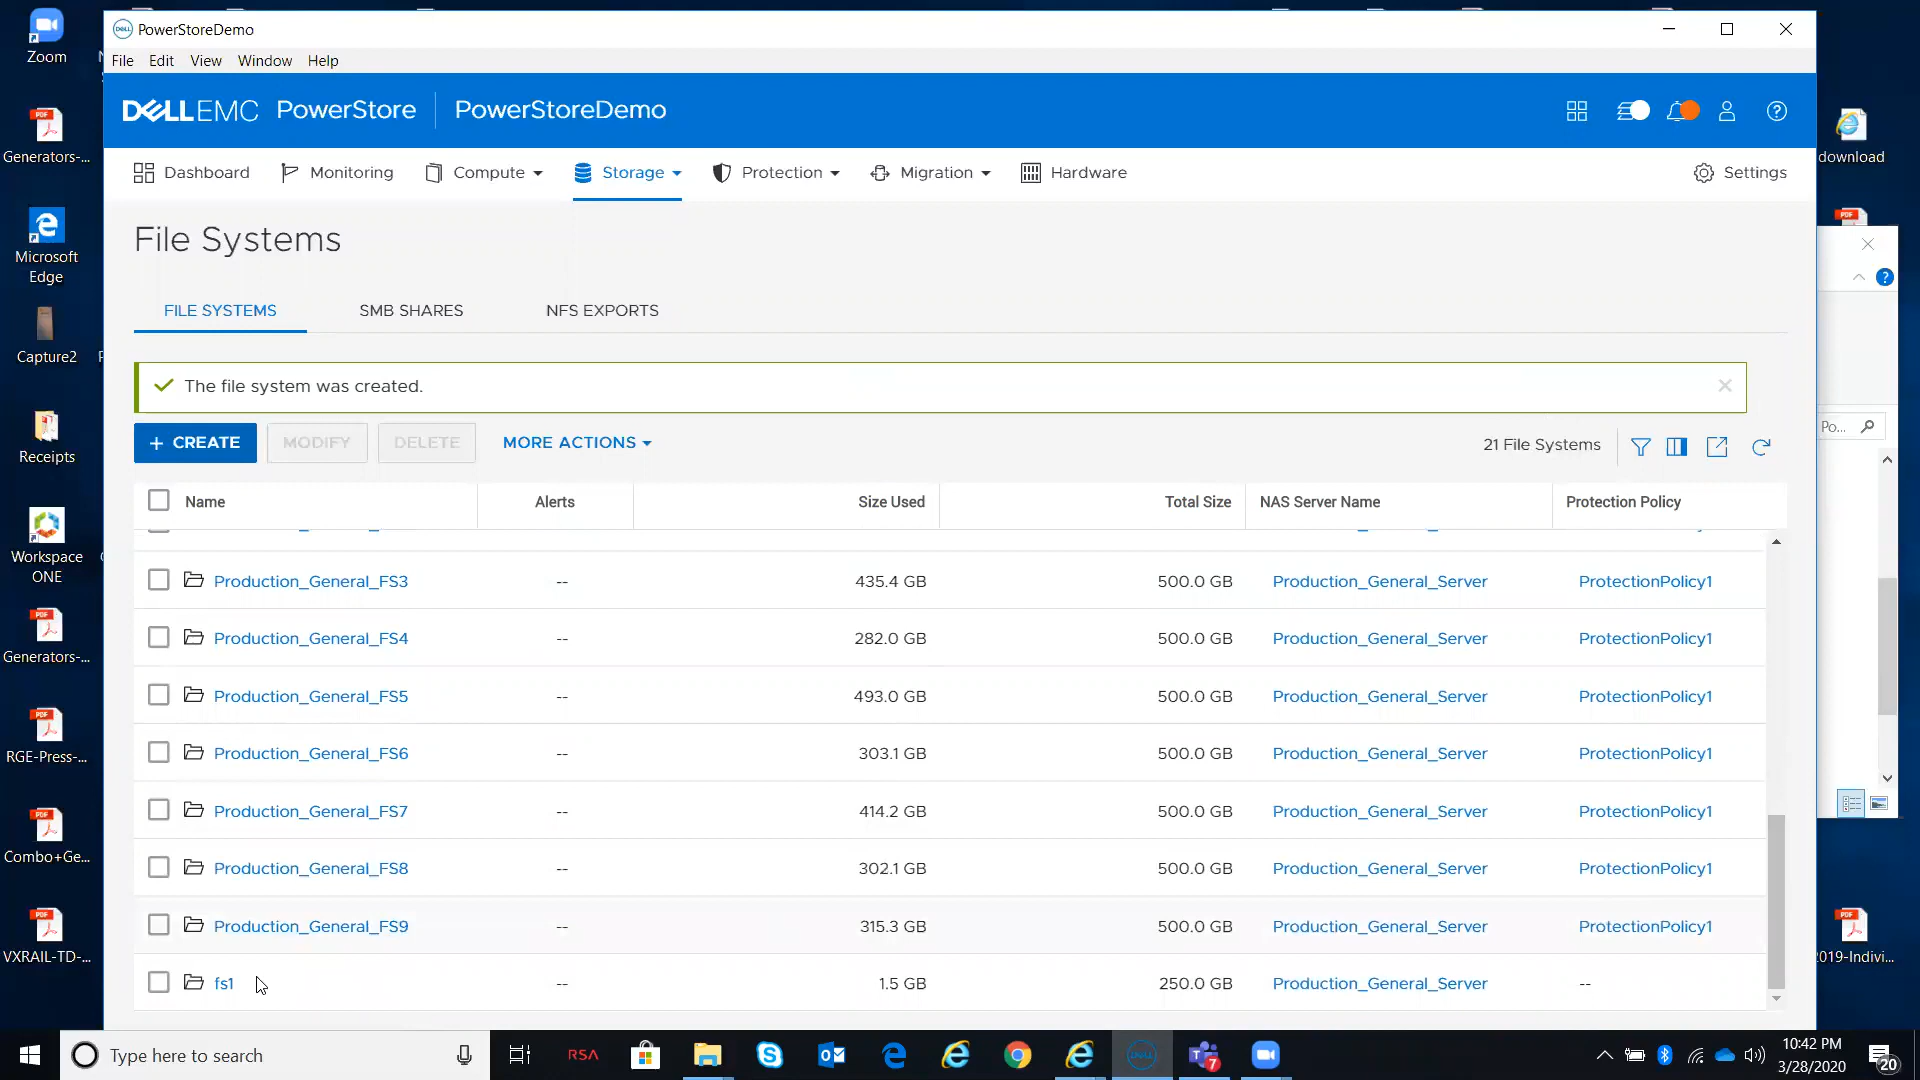 Zoom
Generators-...
Microsoft
Edge
Capture2
Receipts
Workspace
ONE
Generators-...
RGE-Press-...
Combo+Ge...
VXRAIL-TD-...
PowerStoreDemo
File Edit View Window Help
DELLEMC PowerStore PowerStoreDemo
Dashboard Monitoring Compute Storage Protection Migration Hardware Settings
File Systems
FILE SYSTEMS SMB SHARES NFS EXPORTS
The file system was created.
+ CREATE MODIFY DELETE MORE ACTIONS 21 File Systems
Name Alerts Size Used Total Size NAS Server Name Protection Policy
Production_General_FS3 -- 435.4 GB 500.0 GB Production_General_Server ProtectionPolicy1
Production_General_FS4 -- 282.0 GB 500.0 GB Production_General_Server ProtectionPolicy1
Production_General_FS5 -- 493.0 GB 500.0 GB Production_General_Server ProtectionPolicy1
Production_General_FS6 -- 303.1 GB 500.0 GB Production_General_Server ProtectionPolicy1
Production_General_FS7 -- 414.2 GB 500.0 GB Production_General_Server ProtectionPolicy1
Production_General_FS8 -- 302.1 GB 500.0 GB Production_General_Server ProtectionPolicy1
Production_General_FS9 -- 315.3 GB 500.0 GB Production_General_Server ProtectionPolicy1
fs1 -- 1.5 GB 250.0 GB Production_General_Server --
download
Po...
2019-Indivi...
Type here to search
RSA
7
10:42 PM
3/28/2020
20